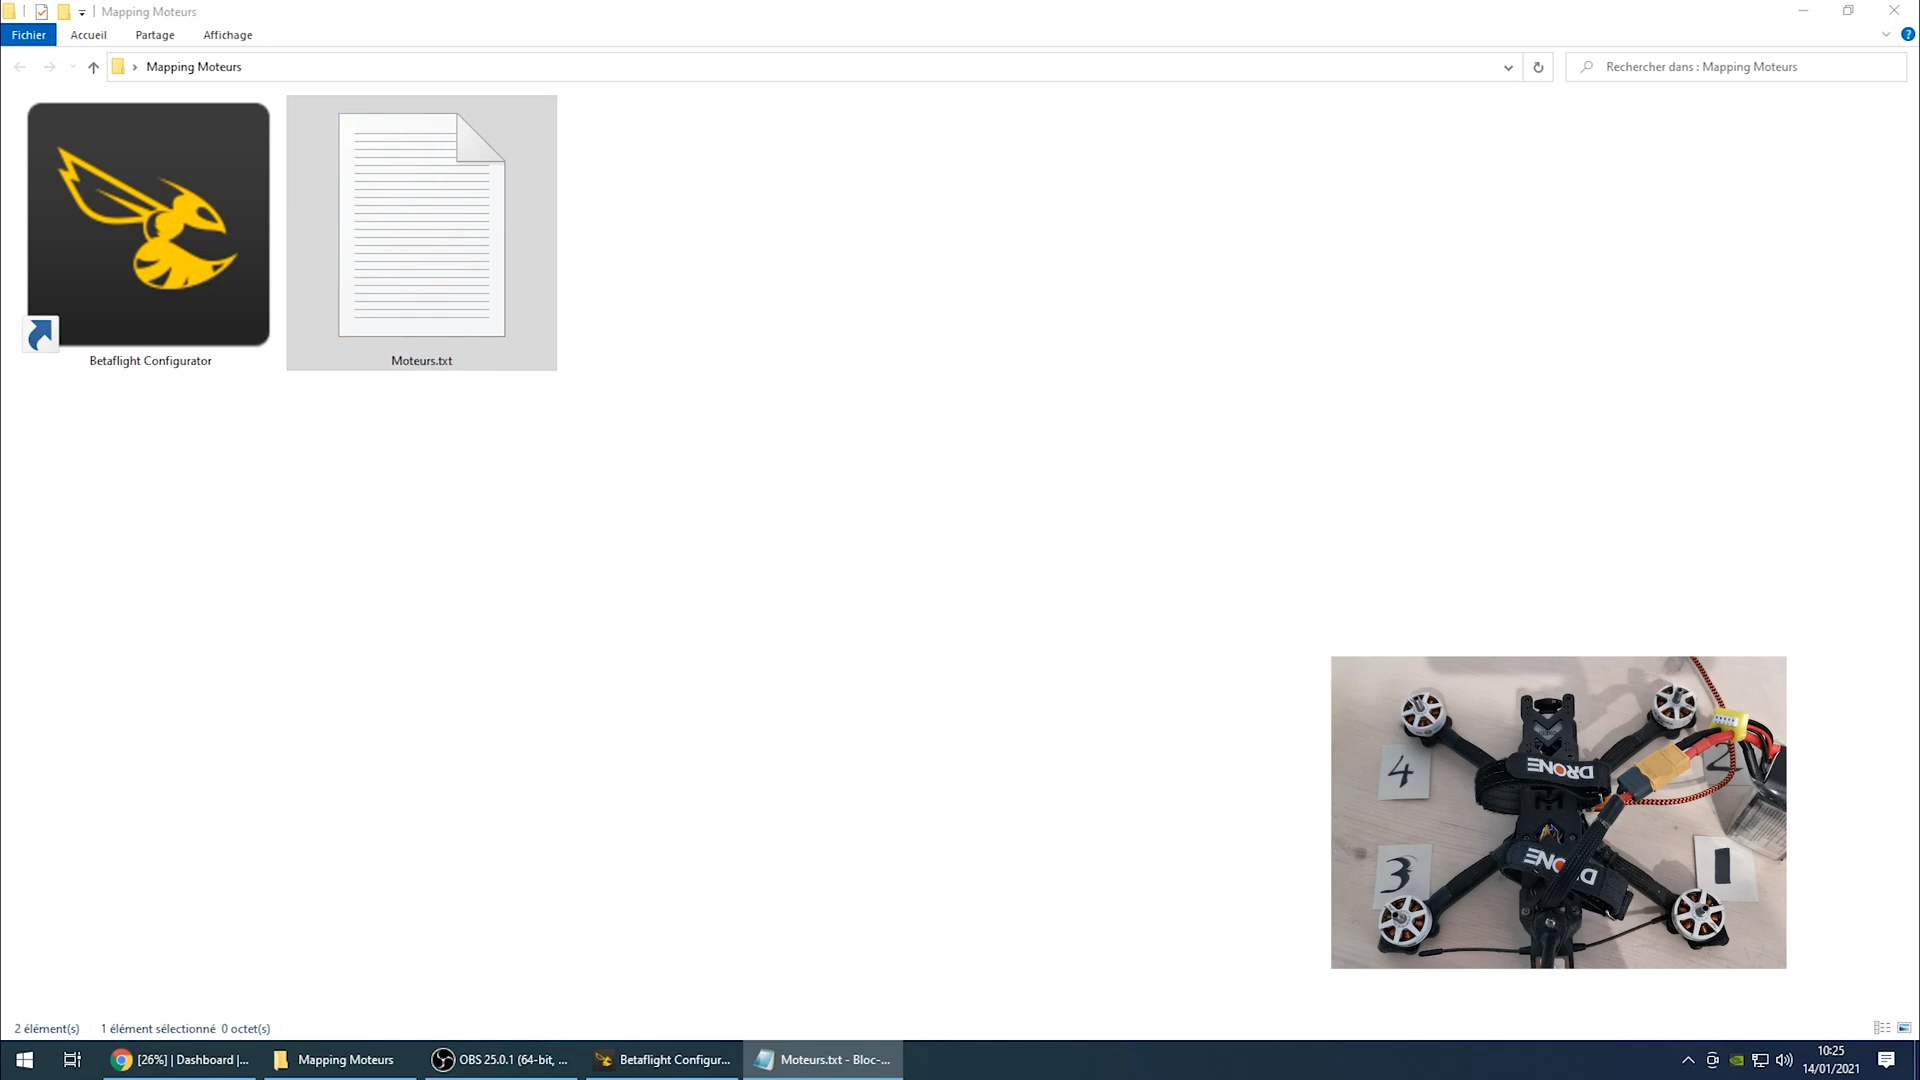 Mapping Moteurs
Fichier
Accueil
Partage
Affichage
Mapping Moteurs
Rechercher dans : Mapping Moteurs
Betaflight Configurator
Moteurs.txt
4
2
DRONE
3
DRONE
1
2 élément(s)
1 élément sélectionné 0 octet(s)
[26%] | Dashboard |...
Mapping Moteurs
OBS 25.0.1 (64-bit, ...
Betaflight Configur...
Moteurs.txt - Bloc-...
10:25
14/01/2021